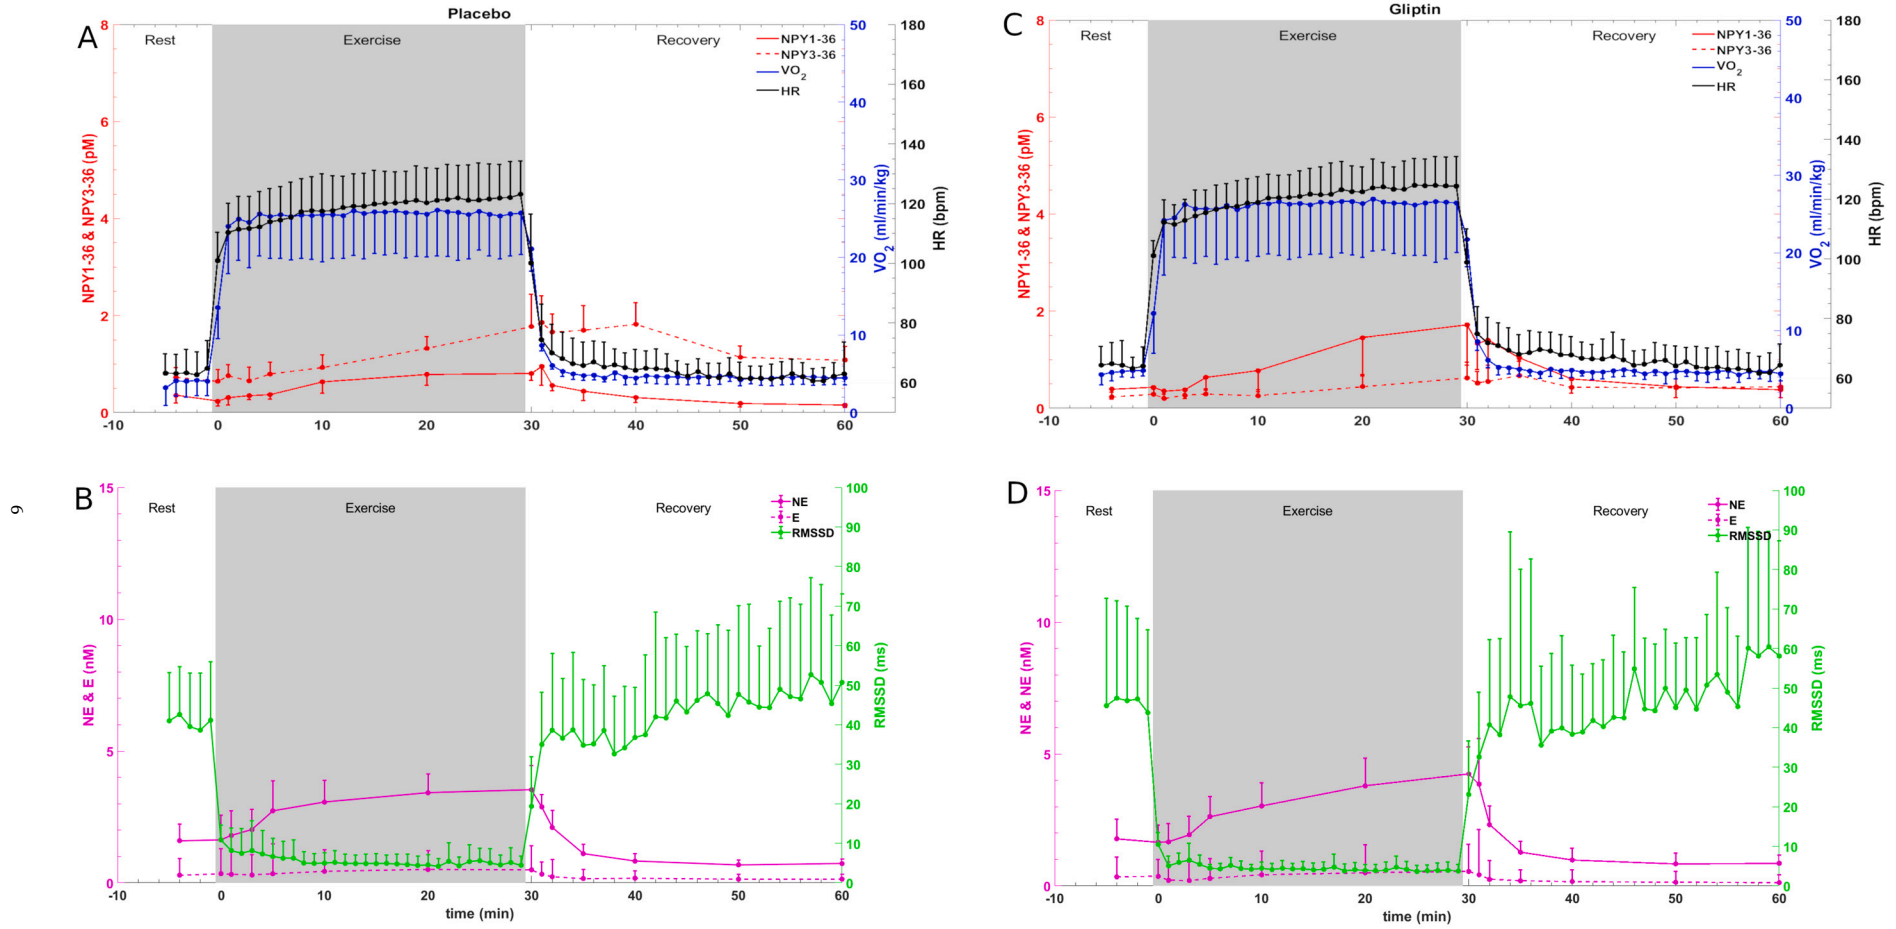 Placebo
A
Rest
Exercise
Recovery
NPY1-36
NPY3-36
VO2
HR
NPY1-36 & NPY3-36 (pM)
8
6
4
2
0
-10
0
10
20
30
40
50
60
VO2 (ml/min/kg)
50
40
30
20
10
0
HR (bpm)
180
160
140
120
100
80
60
Gliptin
C
Rest
Exercise
Recovery
NPY1-36
NPY3-36
VO2
HR
NPY1-36 & NPY3-36 (pM)
8
6
4
2
0
-10
0
10
20
30
40
50
60
VO2 (ml/min/kg)
50
40
30
20
10
0
HR (bpm)
180
160
140
120
100
80
60
9
B
Rest
Exercise
Recovery
NE
E
RMSSD
NE & E (nM)
15
10
5
0
-10
0
10
20
30
40
50
60
time (min)
RMSSD (ms)
100
90
80
70
60
50
40
30
20
10
0
D
Rest
Exercise
Recovery
NE
E
RMSSD
NE & NE (nM)
15
10
5
0
-10
0
10
20
30
40
50
60
time (min)
RMSSD (ms)
100
90
80
70
60
50
40
30
20
10
0